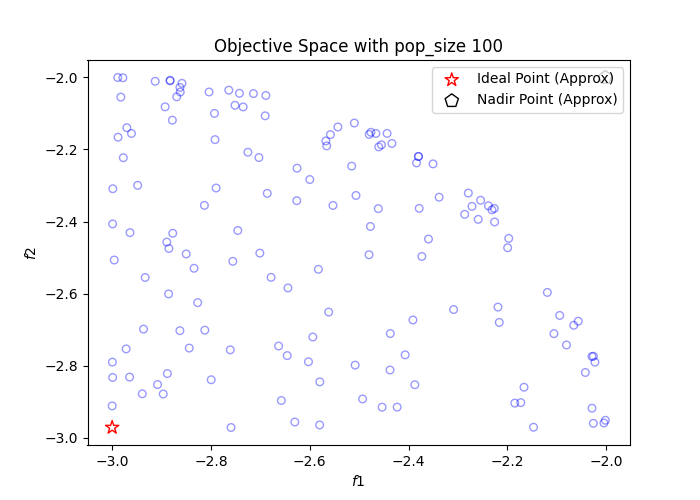 Objective Space with pop_size 100
Ideal Point (Approx)
Nadir Point (Approx)
−2.0
−2.2
−2.4
−2.6
−2.8
−3.0
f2
−3.0
−2.8
−2.6
−2.4
−2.2
−2.0
f1